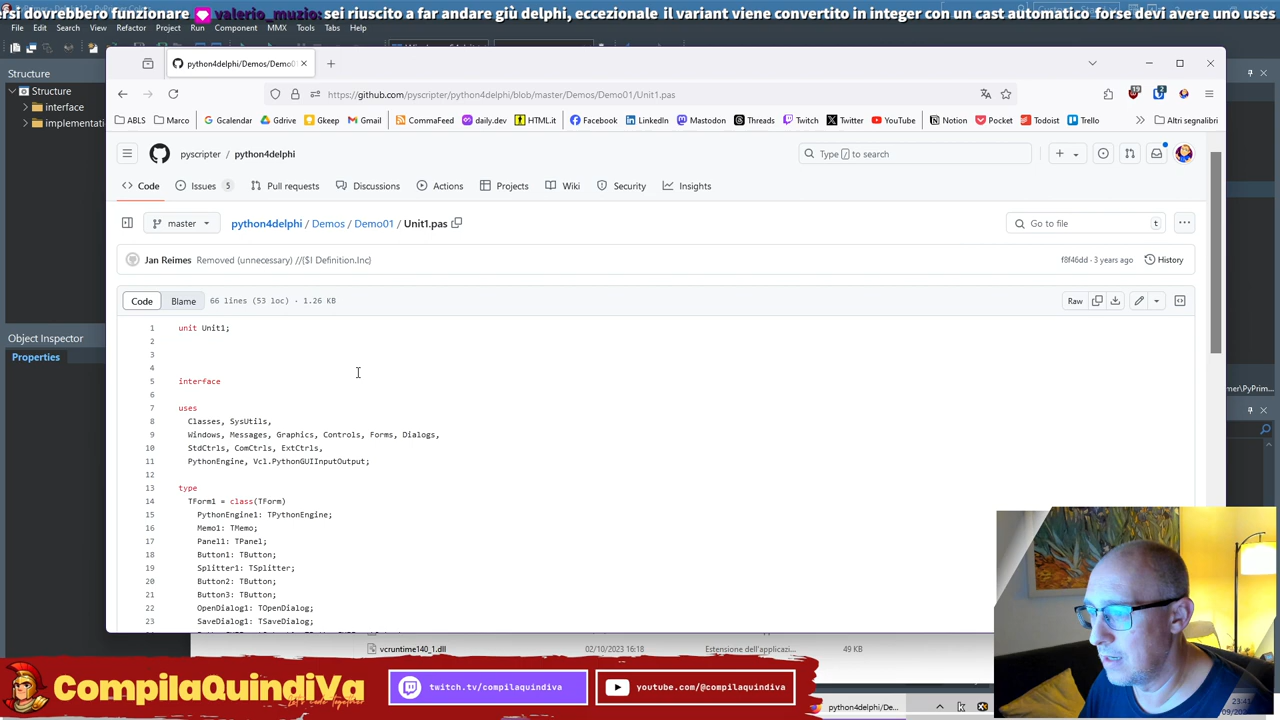 ersi dovrebbero funzionare valerio_muzio: sei riuscito a far andare giù delphi, eccezionale il variant viene convertito in integer con un cast automatico forse devi avere uno uses
File Edit Search View Refactor Project Run Component MMX Tools Tabs Help
python4delphi/Demos/Demo0
Structure
Structure
interface
implementati
Object Inspector
Properties
https://github.com/pyscripter/python4delphi/blob/master/Demos/Demo01/Unit1.pas
ABLS Marco Gcalendar Gdrive Gkeep Gmail CommaFeed daily.dev HTML.it Facebook LinkedIn Mastodon Threads Twitch Twitter YouTube Notion Pocket Todoist Trello Altri segnalibri
pyscripter / python4delphi
Type / to search
Code Issues 5 Pull requests Discussions Actions Projects Wiki Security Insights
master python4delphi / Demos / Demo01 / Unit1.pas Go to file t
Jan Reimes Removed (unnecessary) //{$I Definition.Inc} f8f46dd · 3 years ago History
Code Blame 66 lines (53 loc) · 1.26 KB Raw
1 unit Unit1;
2
3
4
5 interface
6
7 uses
8 Classes, SysUtils,
9 Windows, Messages, Graphics, Controls, Forms, Dialogs,
10 StdCtrls, ComCtrls, ExtCtrls,
11 PythonEngine, Vcl.PythonGUIInputOutput;
12
13 type
14 TForm1 = class(TForm)
15 PythonEngine1: TPythonEngine;
16 Memo1: TMemo;
17 Panel1: TPanel;
18 Button1: TButton;
19 Splitter1: TSplitter;
20 Button2: TButton;
21 Button3: TButton;
22 OpenDialog1: TOpenDialog;
23 SaveDialog1: TSaveDialog;
mer\PyPrim...
vcruntime140_1.dll 02/10/2023 16:18 Estensione dell'applicazi... 49 KB
CompilaQuindiVa
Let's code Together
twitch.tv/compilaquindiva
youtube.com/@compilaquindiva
python4delphi/De...